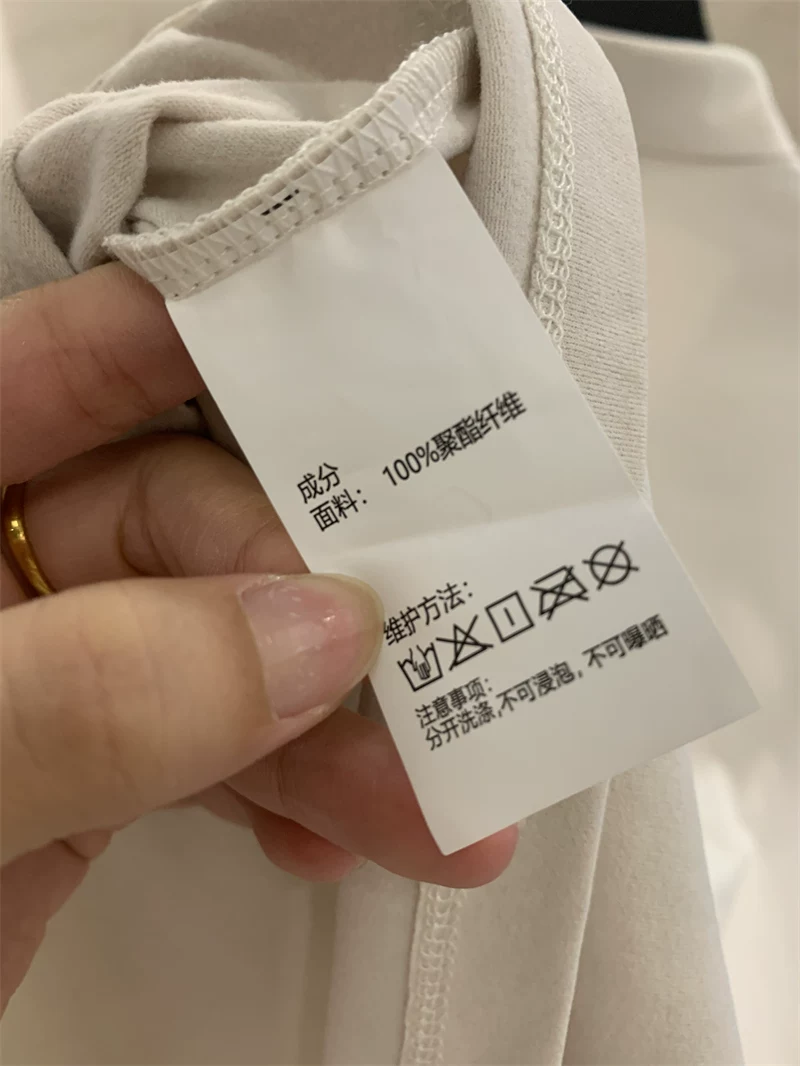 成分
面料： 100%聚酯纤维
维护方法：
注意事项：
分开洗涤,不可浸泡，不可曝晒